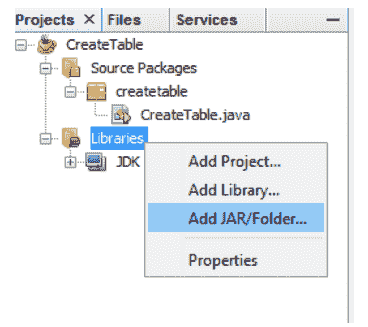 Projects × Files Services
CreateTable
Source Packages
createtable
CreateTable.java
Libraries
JDK
Add Project...
Add Library...
Add JAR/Folder...
Properties